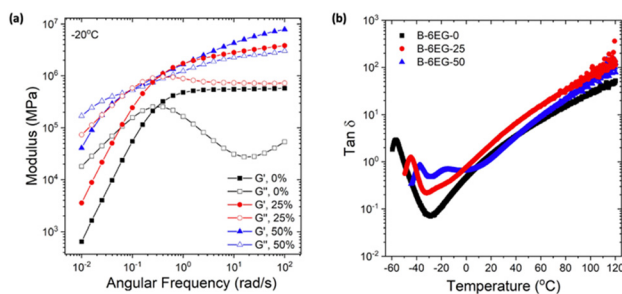 (a)
-20°C
10⁷
10⁶
10⁵
10⁴
10³
Modulus (MPa)
G', 0%
G", 0%
G', 25%
G", 25%
G', 50%
G", 50%
10⁻² 10⁻¹ 10⁰ 10¹ 10²
Angular Frequency (rad/s)
(b)
B-6EG-0
B-6EG-25
B-6EG-50
10³
10²
10¹
10⁰
10⁻¹
10⁻²
Tan δ
-60 -40 -20 0 20 40 60 80 100 120
Temperature (°C)